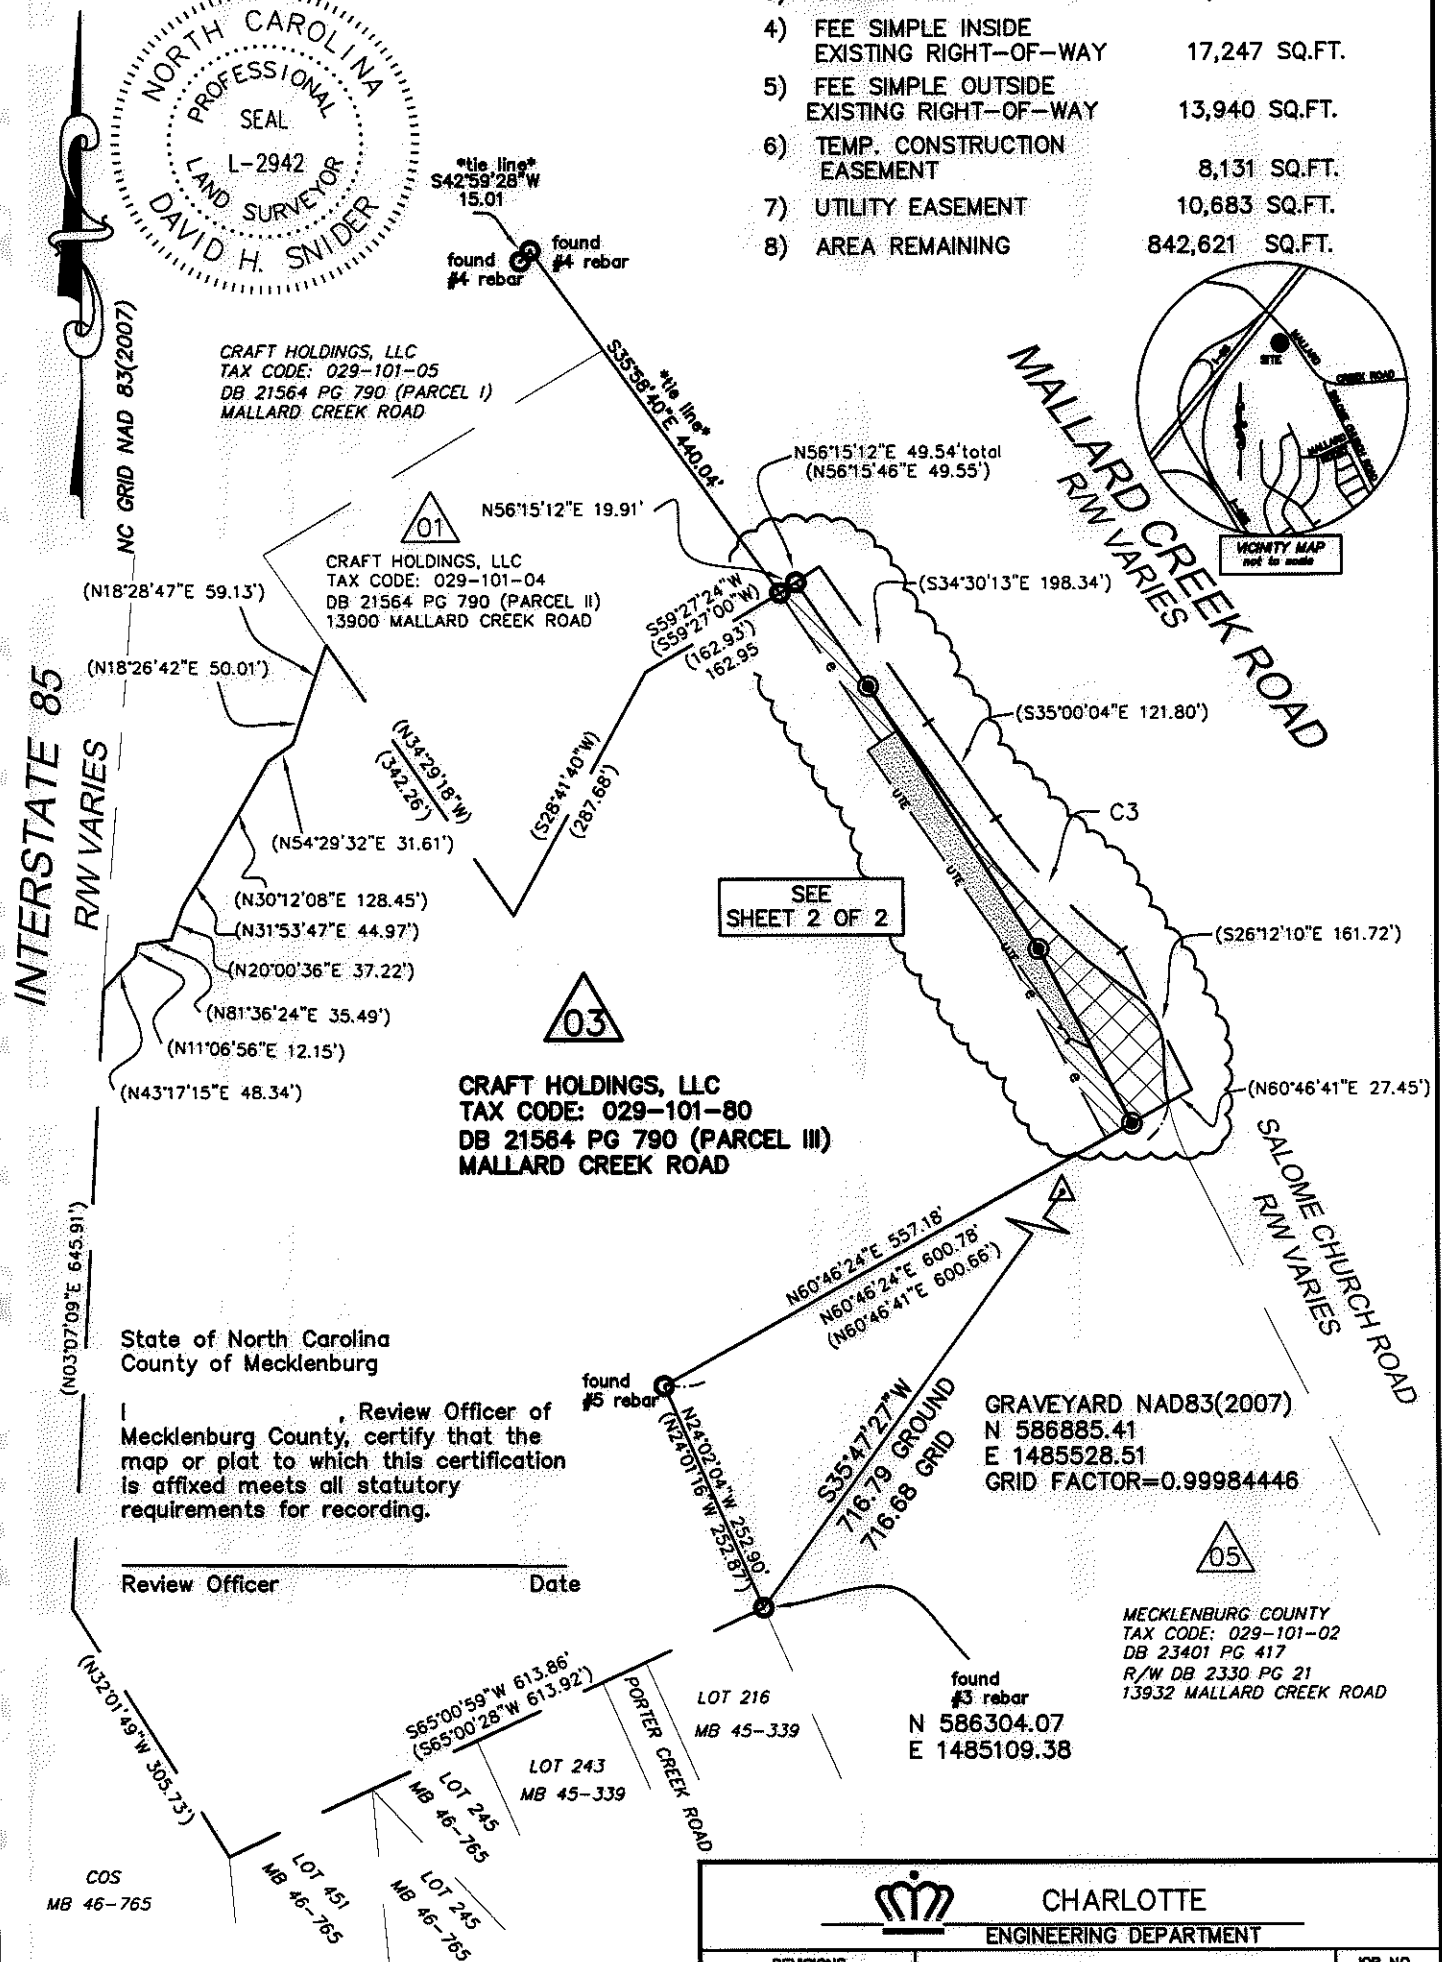 NORTH CAROLINA
PROFESSIONAL
SEAL
L-2942
LAND SURVEYOR
DAVID H. SNIDER
4) FEE SIMPLE INSIDE
EXISTING RIGHT-OF-WAY 17,247 SQ.FT.
5) FEE SIMPLE OUTSIDE
EXISTING RIGHT-OF-WAY 13,940 SQ.FT.
6) TEMP. CONSTRUCTION
EASEMENT 8,131 SQ.FT.
7) UTILITY EASEMENT 10,683 SQ.FT.
8) AREA REMAINING 842,621 SQ.FT.
*tie line*
S42°59'28"W
15.01
found
#4 rebar
found
#4 rebar
NC GRID NAD 83(2007)
CRAFT HOLDINGS, LLC
TAX CODE: 029-101-05
DB 21564 PG 790 (PARCEL I)
MALLARD CREEK ROAD
*tie line*
S35°58'40"E 440.04'
MALLARD CREEK ROAD
R/W VARIES
I-85
SITE
MALLARD
CREEK ROAD
SALOME CHURCH ROAD
MALLARD
I-485
VICINITY MAP
not to scale
N56°15'12"E 49.54'total
(N56°15'46"E 49.55')
N56°15'12"E 19.91'
01
CRAFT HOLDINGS, LLC
TAX CODE: 029-101-04
DB 21564 PG 790 (PARCEL II)
13900 MALLARD CREEK ROAD
(N18°28'47"E 59.13')
(N18°26'42"E 50.01')
S59°27'24"W
(S59°27'00"W)
(162.93')
162.95
(S34°30'13"E 198.34')
(S35°00'04"E 121.80')
INTERSTATE 85
R/W VARIES
(N34°29'18"W)
(342.26')
(S28°41'40"W)
(287.68')
e
UTE
UTE
UTE
e
e
C3
(N54°29'32"E 31.61')
(N30°12'08"E 128.45')
(N31°53'47"E 44.97')
(N20°00'36"E 37.22')
(N81°36'24"E 35.49')
(N11°06'56"E 12.15')
(N43°17'15"E 48.34')
SEE
SHEET 2 OF 2
(S26°12'10"E 161.72')
03
CRAFT HOLDINGS, LLC
TAX CODE: 029-101-80
DB 21564 PG 790 (PARCEL III)
MALLARD CREEK ROAD
(N60°46'41"E 27.45')
SALOME CHURCH ROAD
R/W VARIES
(N03°07'09"E 645.91')
N60°46'24"E 557.18'
N60°46'24"E 600.78'
(N60°46'41"E 600.66')
State of North Carolina
County of Mecklenburg
I , Review Officer of
Mecklenburg County, certify that the
map or plat to which this certification
is affixed meets all statutory
requirements for recording.
Review Officer Date
found
#5 rebar
N24°02'04"W 252.90'
(N24°01'16"W 252.87')
S35°47'27"W
716.79 GROUND
716.68 GRID
GRAVEYARD NAD83(2007)
N 586885.41
E 1485528.51
GRID FACTOR=0.99984446
05
MECKLENBURG COUNTY
TAX CODE: 029-101-02
DB 23401 PG 417
R/W DB 2330 PG 21
13932 MALLARD CREEK ROAD
found
#3 rebar
N 586304.07
E 1485109.38
(N32°01'49"W 305.73')
S65°00'59"W 613.86'
(S65°00'28"W 613.92')
PORTER CREEK ROAD
LOT 216
MB 45-339
LOT 243
MB 45-339
LOT 245
MB 46-765
LOT 245
MB 46-765
LOT 451
MB 46-765
COS
MB 46-765
CHARLOTTE
ENGINEERING DEPARTMENT
REVISIONS
JOB NO.